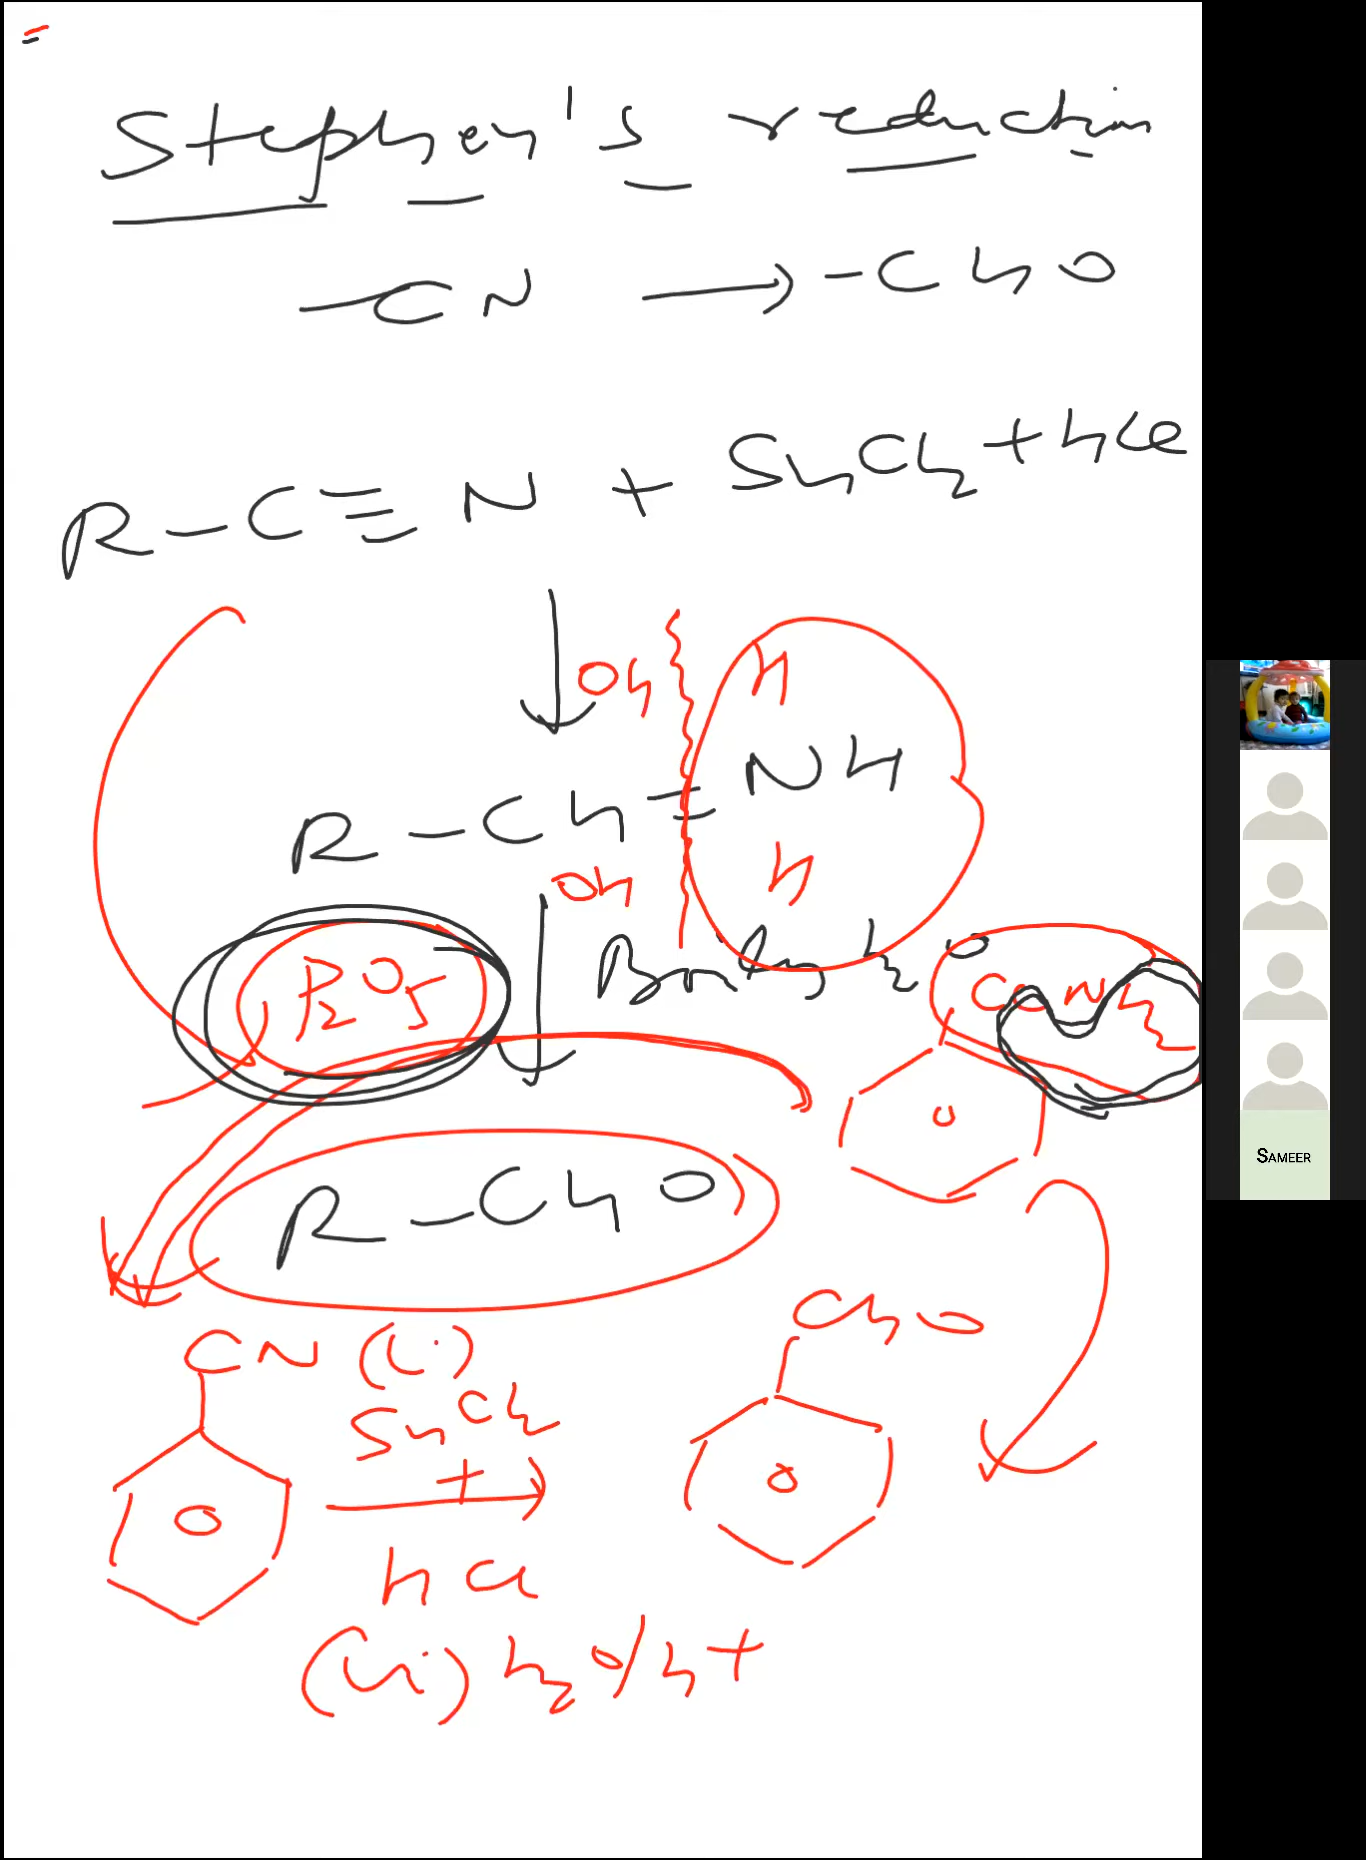 Stephen's reduction
—CN → —CHO
R—C≡N + SnCl2 + HCl
OH H
R—CH=NH
OH H
Boiling H2O
P2O5
CONH2
R—CHO
CHO
CN (i)
SnCl2
+
HCl
(ii) H2O/H+
SAMEER